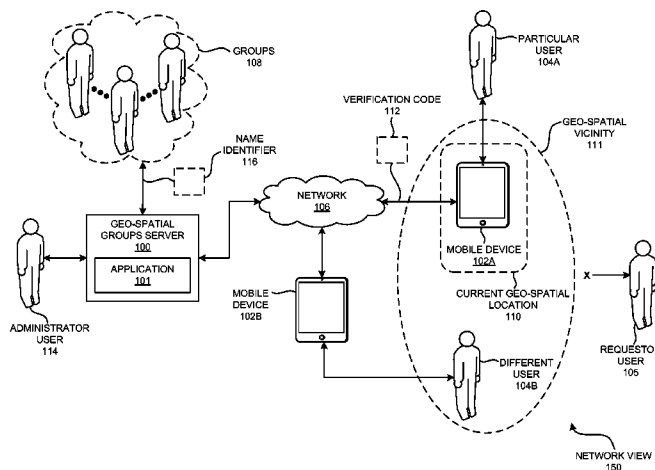 GROUPS
108
PARTICULAR
USER
104A
VERIFICATION CODE
112
GEO-SPATIAL
VICINITY
111
NAME
IDENTIFIER
116
NETWORK
106
GEO-SPATIAL
GROUPS SERVER
100
APPLICATION
101
MOBILE DEVICE
102A
MOBILE
DEVICE
102B
CURRENT GEO-SPATIAL
LOCATION
110
X
ADMINISTRATOR
USER
114
DIFFERENT
USER
104B
REQUESTO
USER
105
NETWORK VIEW
150